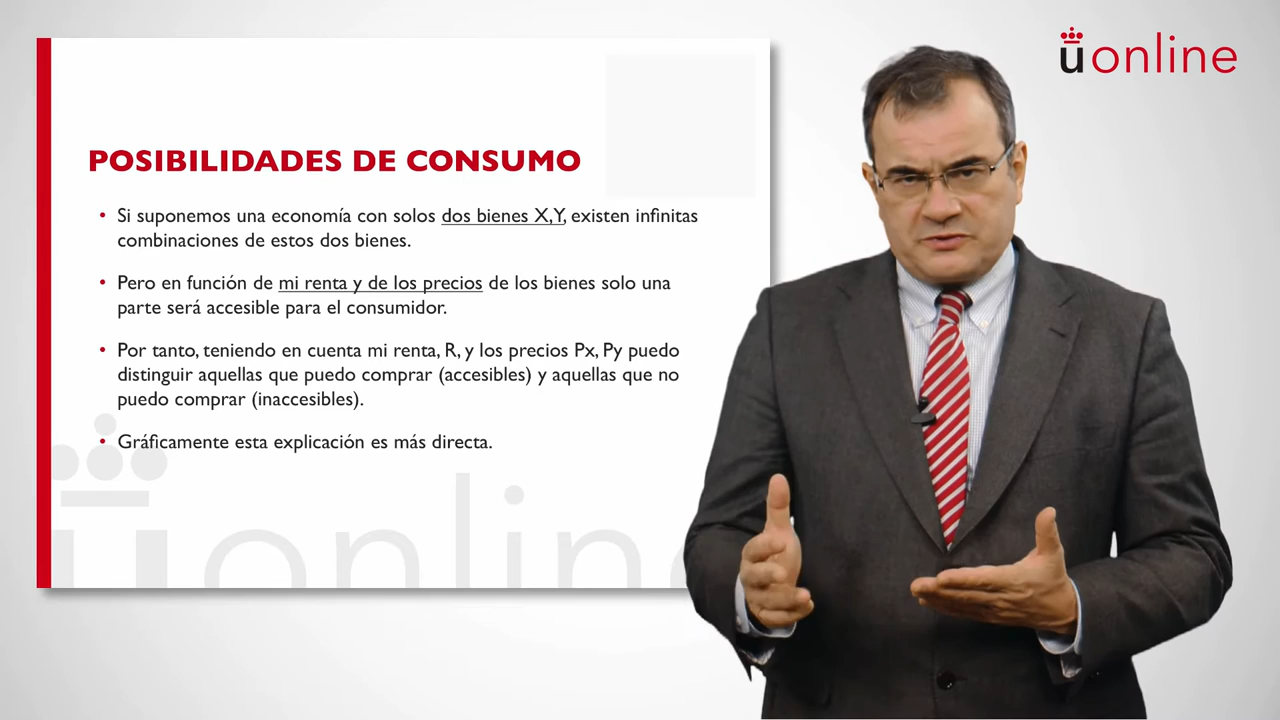 uonline
POSIBILIDADES DE CONSUMO
• Si suponemos una economía con solos dos bienes X,Y, existen infinitas
combinaciones de estos dos bienes.
• Pero en función de mi renta y de los precios de los bienes solo una
parte será accesible para el consumidor.
• Por tanto, teniendo en cuenta mi renta, R, y los precios Px, Py puedo
distinguir aquellas que puedo comprar (accesibles) y aquellas que no
puedo comprar (inaccesibles).
• Gráficamente esta explicación es más directa.
uonline